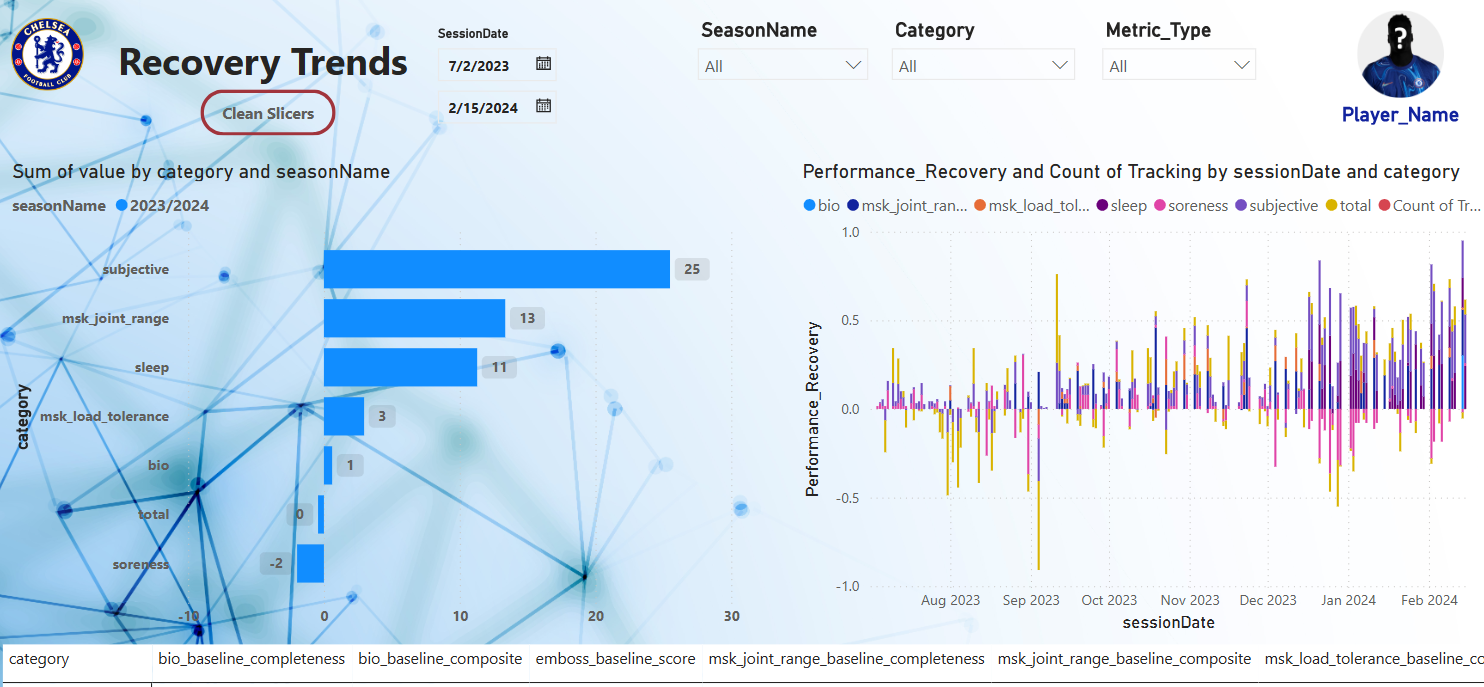 CHELSEA
FOOTBALL CLUB
Recovery Trends
Clean Slicers
SessionDate
7/2/2023
2/15/2024
SeasonName
All
Category
All
Metric_Type
All
?
Player_Name
Sum of value by category and seasonName
seasonName 2023/2024
category
subjective 25
msk_joint_range 13
sleep 11
msk_load_tolerance 3
bio 1
total 0
soreness -2
-10 0 10 20 30
Performance_Recovery and Count of Tracking by sessionDate and category
bio msk_joint_ran... msk_load_tol... sleep soreness subjective total Count of Tr...
Performance_Recovery
1.0
0.5
0.0
-0.5
-1.0
Aug 2023 Sep 2023 Oct 2023 Nov 2023 Dec 2023 Jan 2024 Feb 2024
sessionDate
category bio_baseline_completeness bio_baseline_composite emboss_baseline_score msk_joint_range_baseline_completeness msk_joint_range_baseline_composite msk_load_tolerance_baseline_co